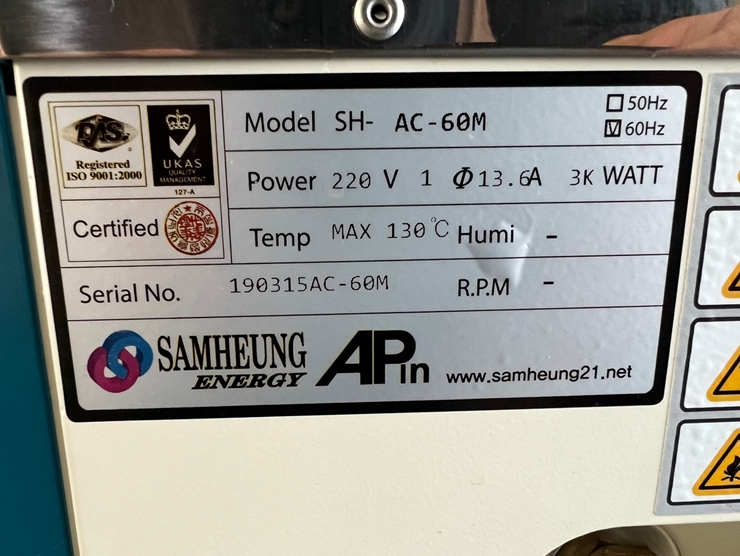 PAS
Registered
ISO 9001:2000
UKAS
QUALITY
MANAGEMENT
127-A
Model SH- AC-60M
50Hz
60Hz
Power 220 V 1 Φ 13.6A 3K WATT
Certified
Temp MAX 130℃ Humi -
Serial No. 190315AC-60M R.P.M -
SAMHEUNG
ENERGY
APin
www.samheung21.net